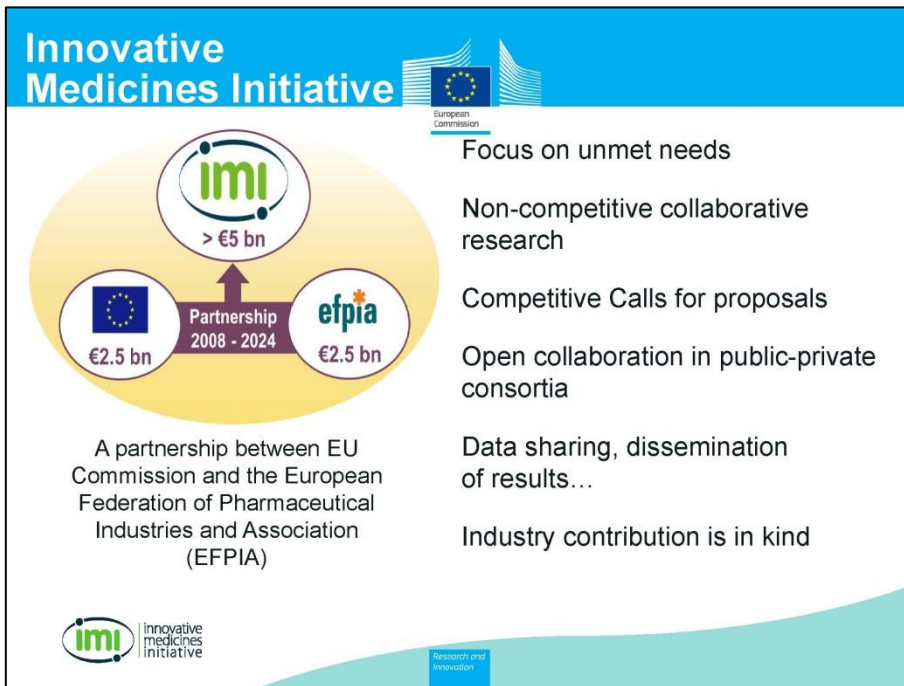 Innovative
Medicines Initiative
European
Commission
imi
> €5 bn
€2.5 bn
Partnership
2008 - 2024
efpia
€2.5 bn
A partnership between EU
Commission and the European
Federation of Pharmaceutical
Industries and Association
(EFPIA)
Focus on unmet needs
Non-competitive collaborative
research
Competitive Calls for proposals
Open collaboration in public-private
consortia
Data sharing, dissemination
of results…
Industry contribution is in kind
imi
innovative
medicines
initiative
Research and
Innovation